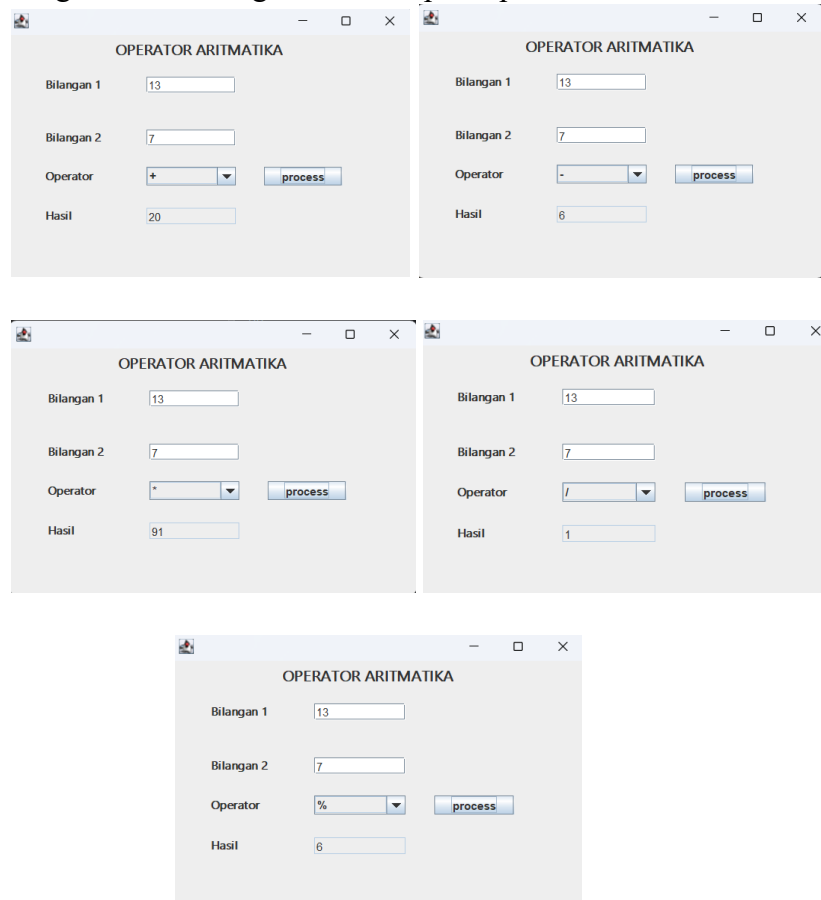 OPERATOR ARITMATIKA
Bilangan 1 13
Bilangan 2 7
Operator + process
Hasil 20
OPERATOR ARITMATIKA
Bilangan 1 13
Bilangan 2 7
Operator - process
Hasil 6
OPERATOR ARITMATIKA
Bilangan 1 13
Bilangan 2 7
Operator * process
Hasil 91
OPERATOR ARITMATIKA
Bilangan 1 13
Bilangan 2 7
Operator / process
Hasil 1
OPERATOR ARITMATIKA
Bilangan 1 13
Bilangan 2 7
Operator % process
Hasil 6